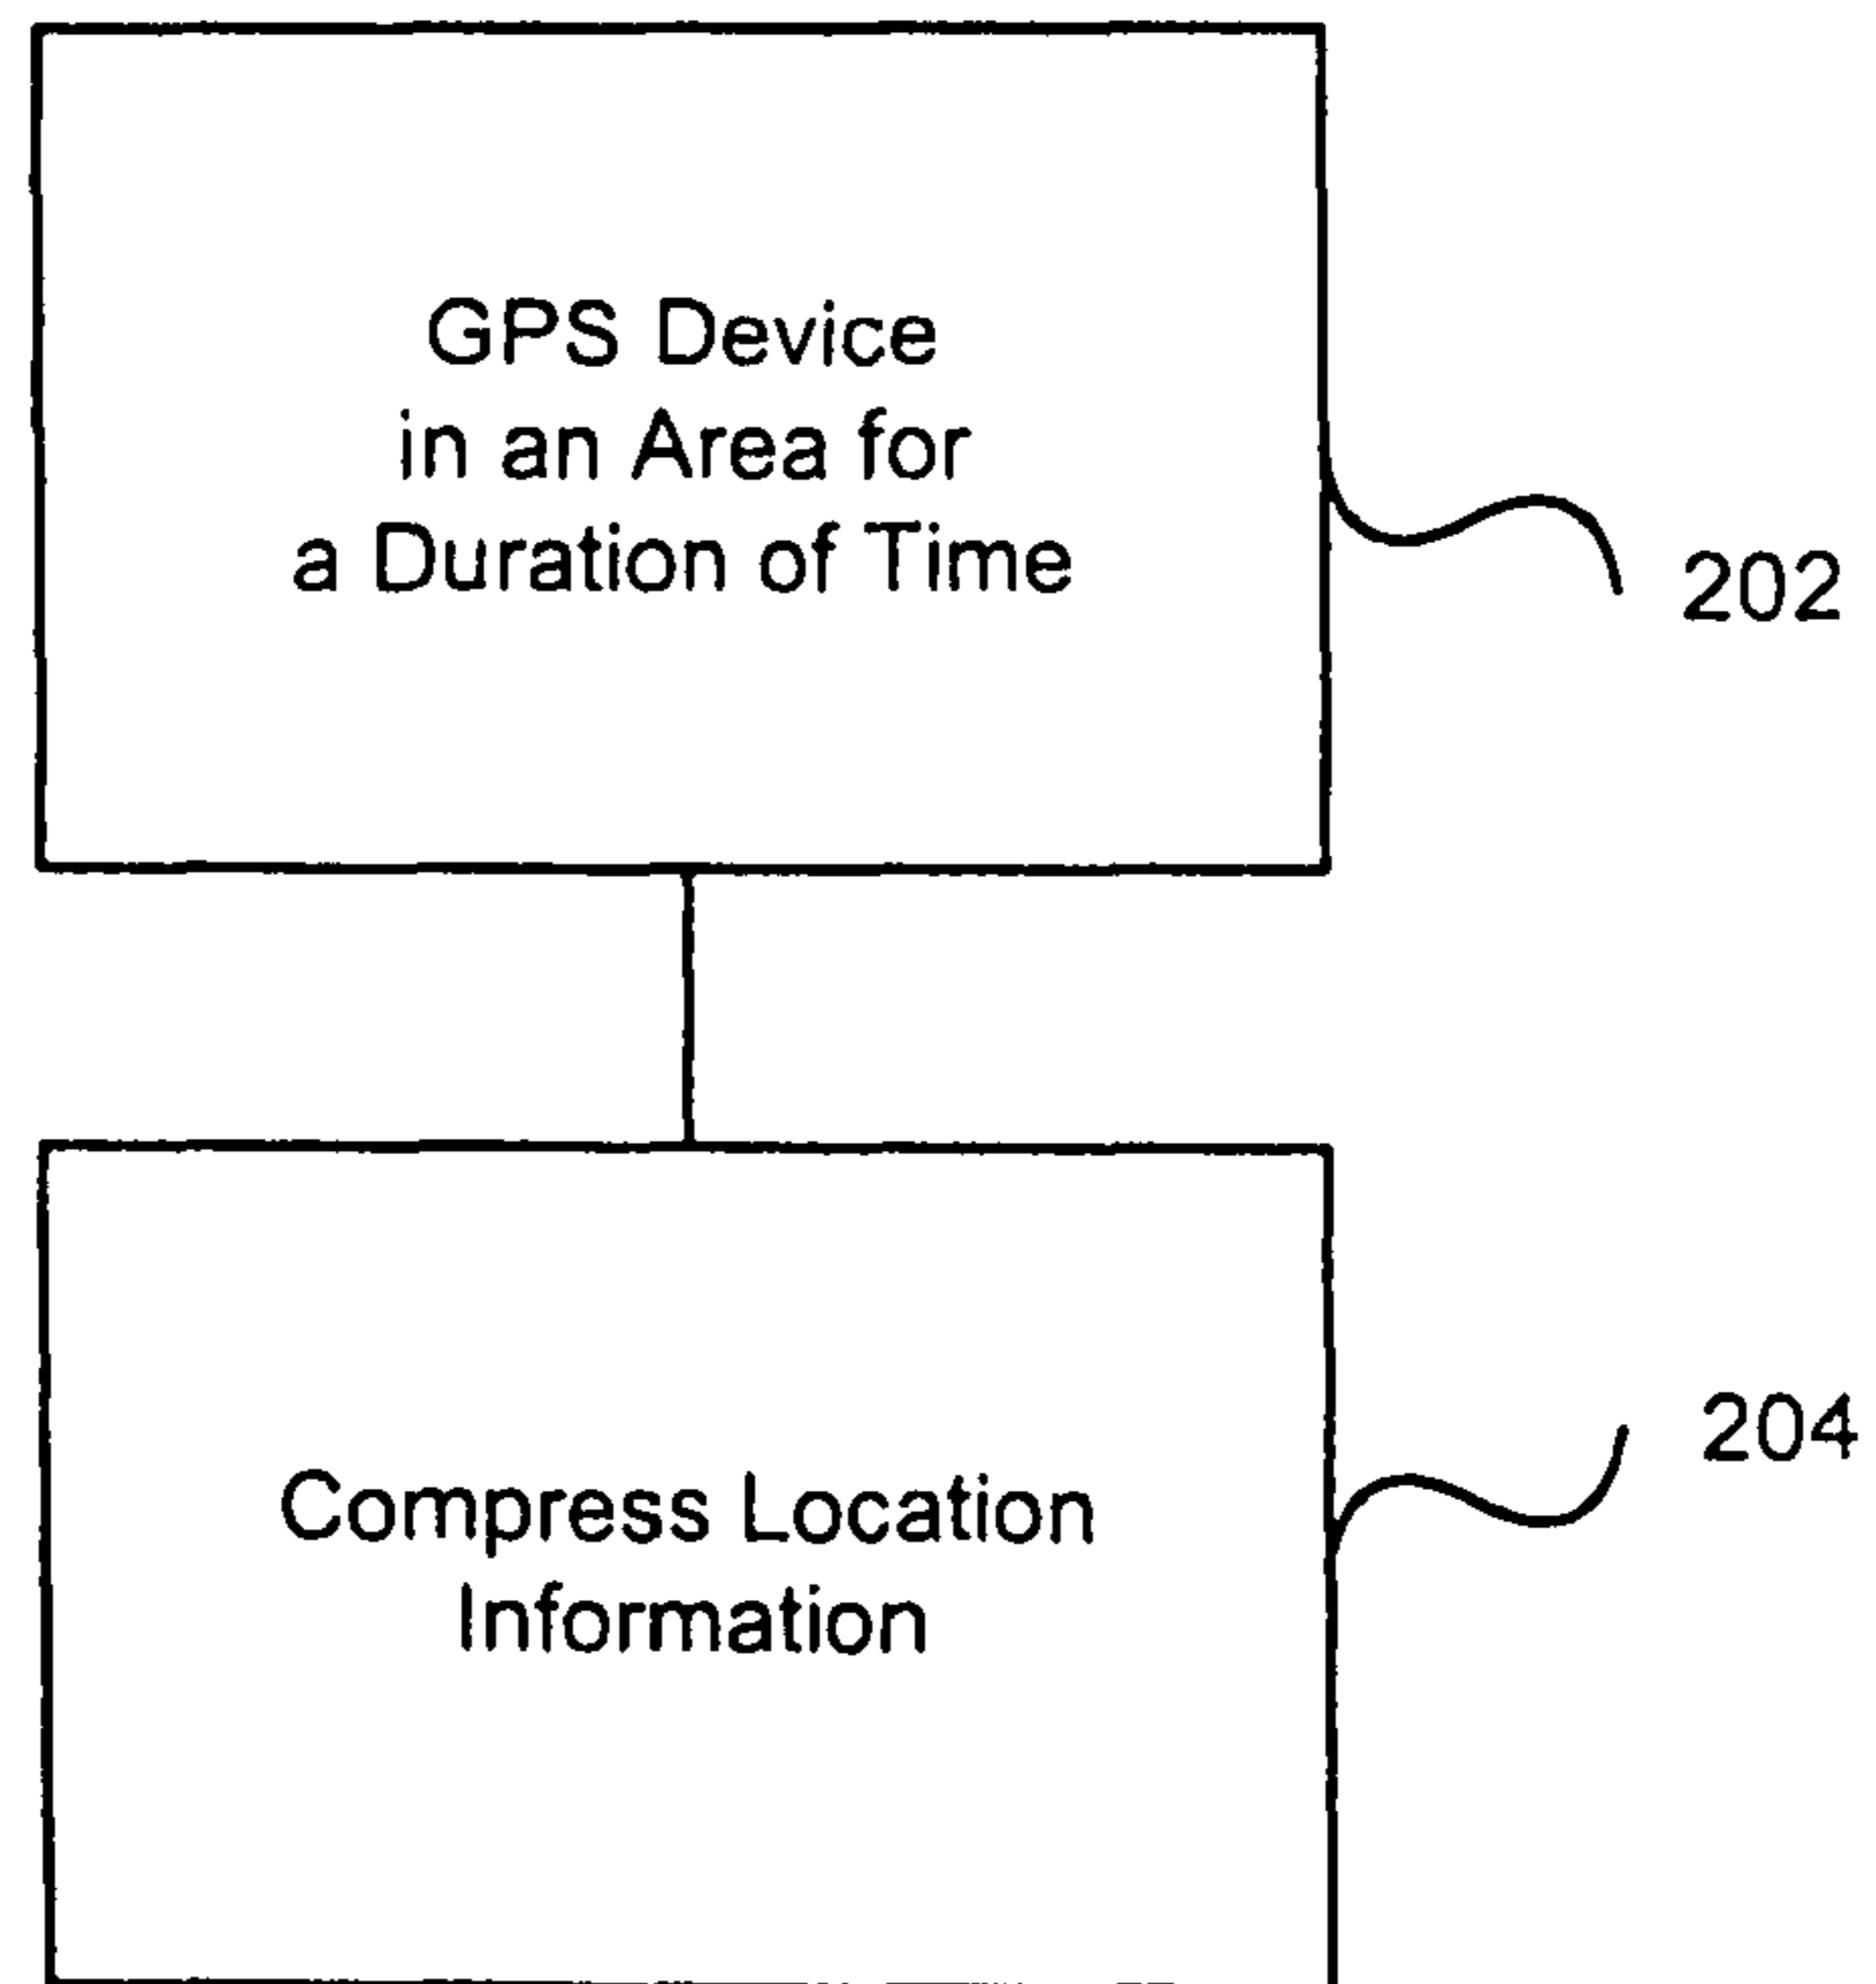 GPS Device
in an Area for
a Duration of Time
202
204
Compress Location
Information